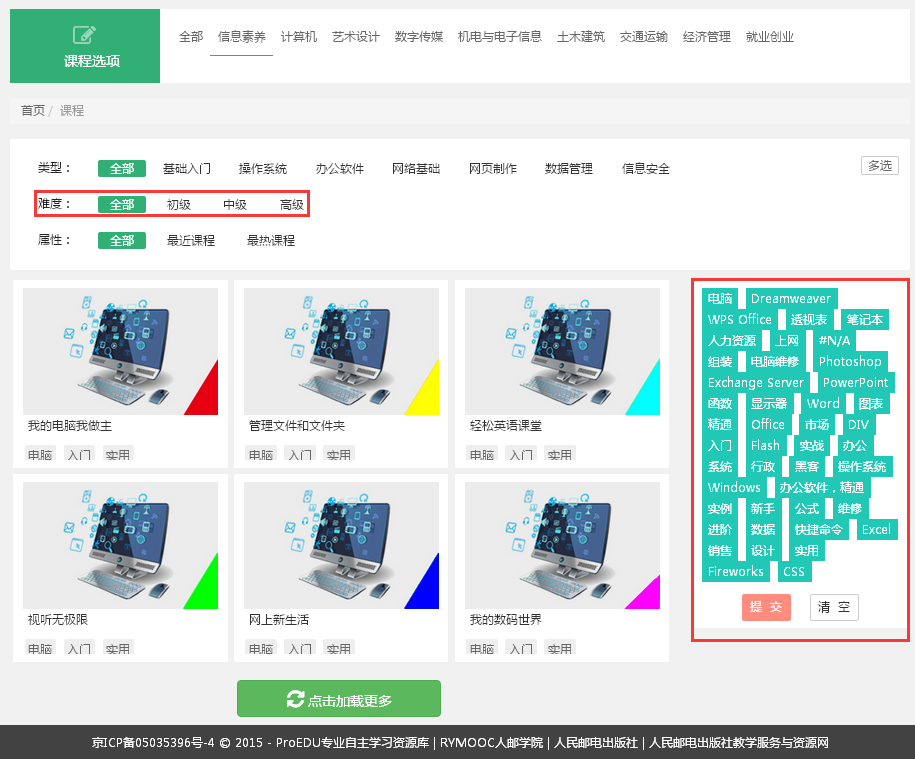 课程选项
全部 信息素养 计算机 艺术设计 数字传媒 机电与电子信息 土木建筑 交通运输 经济管理 就业创业
首页 / 课程
类型： 全部 基础入门 操作系统 办公软件 网络基础 网页制作 数据管理 信息安全 多选
难度： 全部 初级 中级 高级
属性： 全部 最近课程 最热课程
我的电脑我做主
电脑 入门 实用
管理文件和文件夹
电脑 入门 实用
轻松英语课堂
电脑 入门 实用
视听无极限
电脑 入门 实用
网上新生活
电脑 入门 实用
我的数码世界
电脑 入门 实用
电脑 Dreamweaver
WPS Office 透视表 笔记本
人力资源 上网 #N/A
组装 电脑维修 Photoshop
Exchange Server PowerPoint
函数 显示器 Word 图表
精通 Office 市场 DIV
入门 Flash 实战 办公
系统 行政 黑客 操作系统
Windows 办公软件，精通
实例 新手 公式 维修
进阶 数据 快捷命令 Excel
销售 设计 实用
Fireworks CSS
提 交 清 空
点击加载更多
京ICP备05035396号-4 © 2015 - ProEDU专业自主学习资源库 | RYMOOC人邮学院 | 人民邮电出版社 | 人民邮电出版社教学服务与资源网